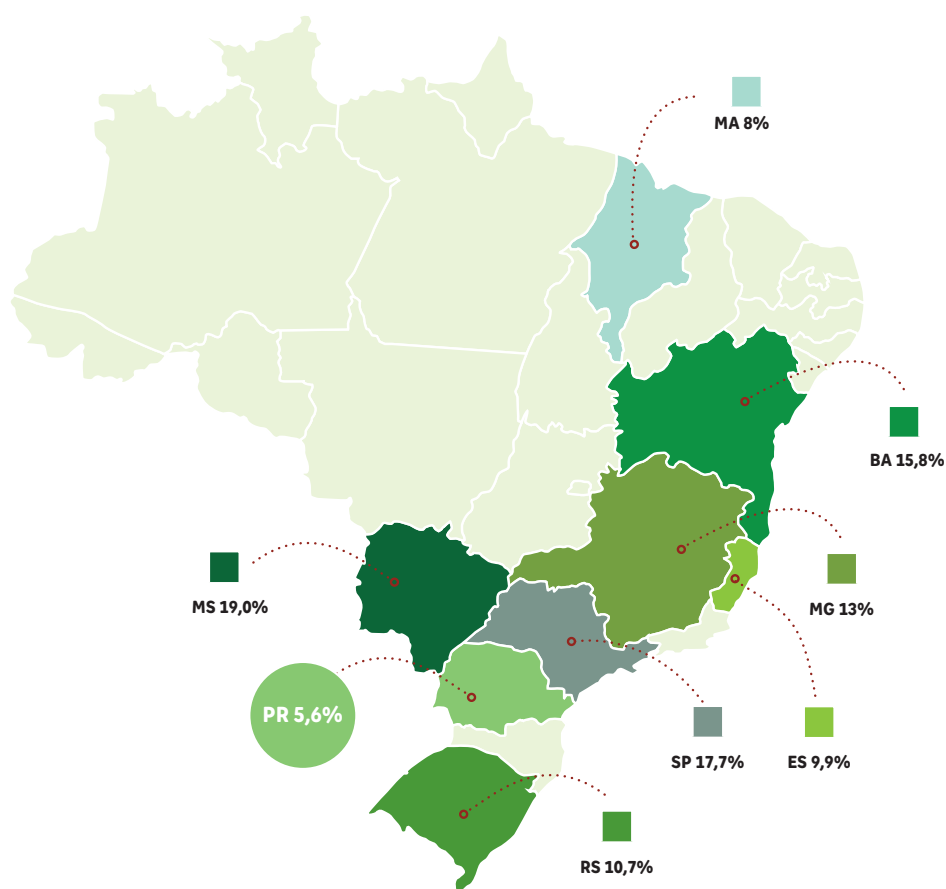 MA 8%
BA 15,8%
MS 19,0%
MG 13%
PR 5,6%
SP 17,7%
ES 9,9%
RS 10,7%